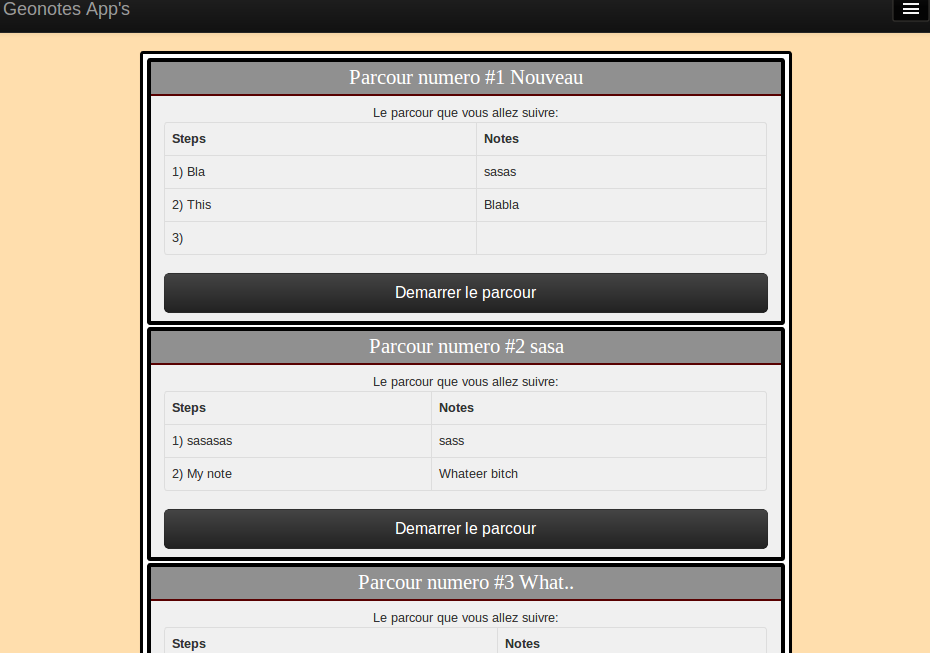 Geonotes App's
Parcour numero #1 Nouveau
Le parcour que vous allez suivre:
Steps Notes
1) Bla sasas
2) This Blabla
3)
Demarrer le parcour
Parcour numero #2 sasa
Le parcour que vous allez suivre:
Steps Notes
1) sasasas sass
2) My note Whateer bitch
Demarrer le parcour
Parcour numero #3 What..
Le parcour que vous allez suivre:
Steps Notes